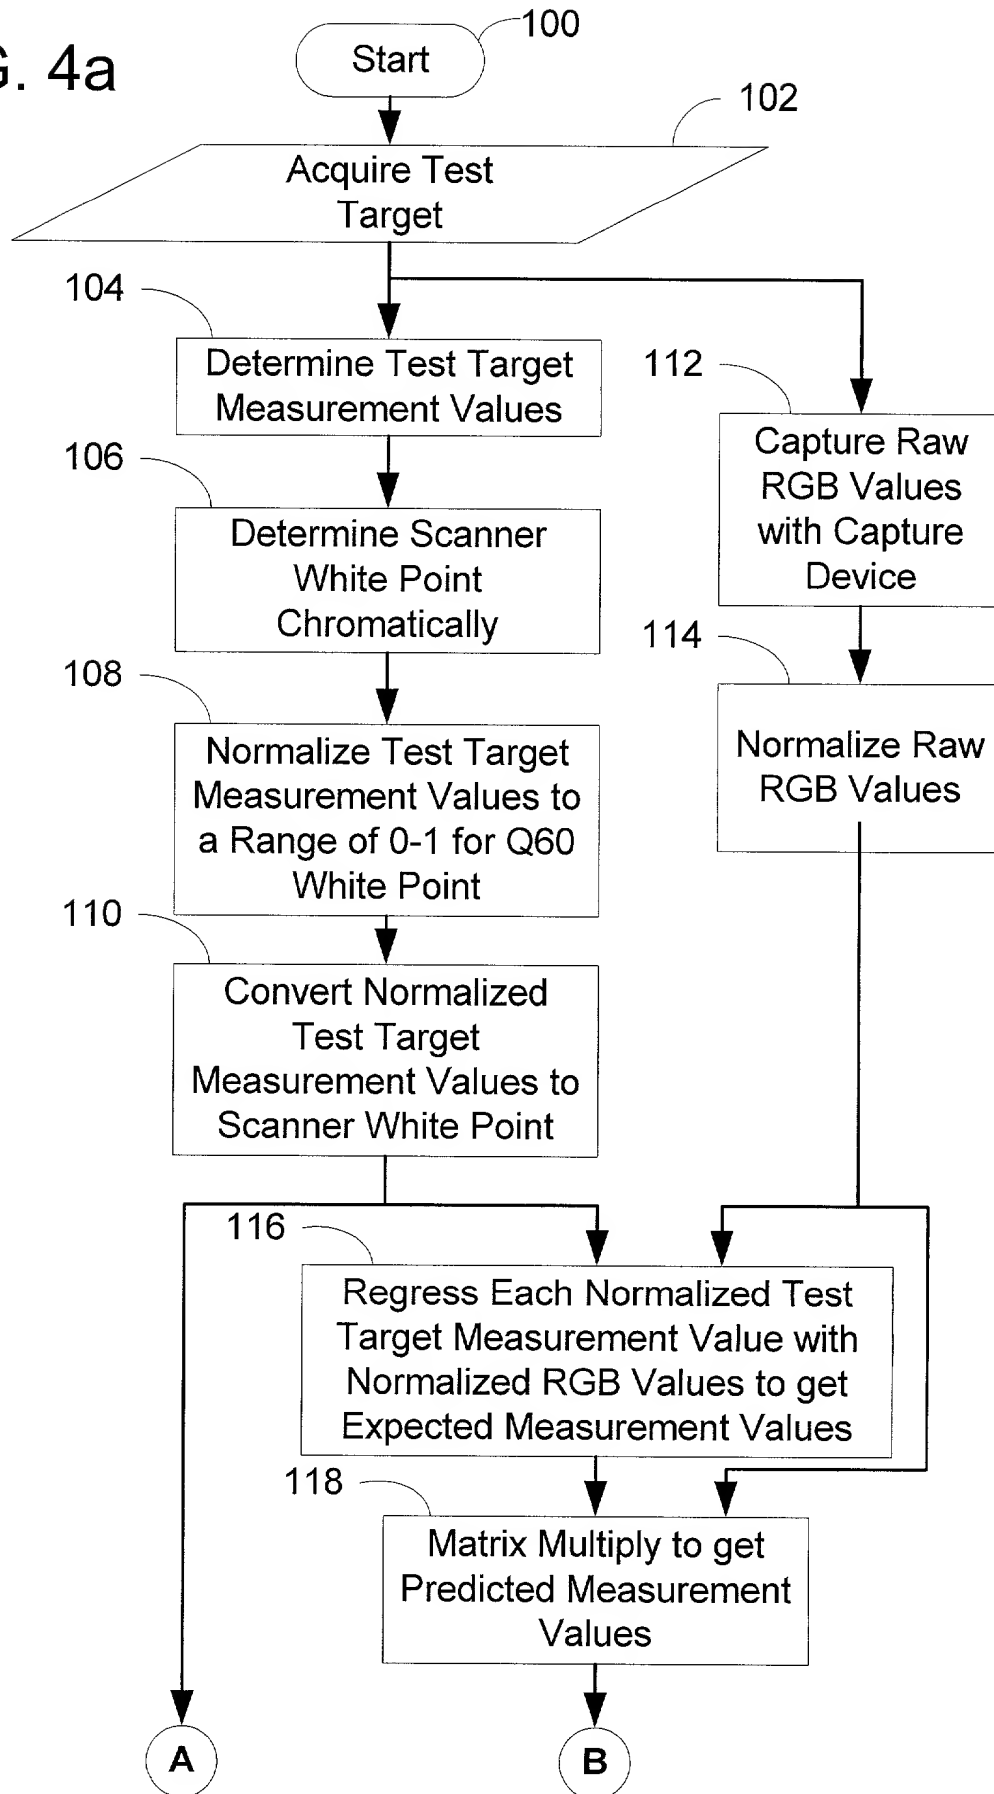 G. 4a
100
Start
102
Acquire Test
Target
104
Determine Test Target
Measurement Values
106
Determine Scanner
White Point
Chromatically
108
Normalize Test Target
Measurement Values to
a Range of 0-1 for Q60
White Point
110
Convert Normalized
Test Target
Measurement Values to
Scanner White Point
112
Capture Raw
RGB Values
with Capture
Device
114
Normalize Raw
RGB Values
116
Regress Each Normalized Test
Target Measurement Value with
Normalized RGB Values to get
Expected Measurement Values
118
Matrix Multiply to get
Predicted Measurement
Values
A
B